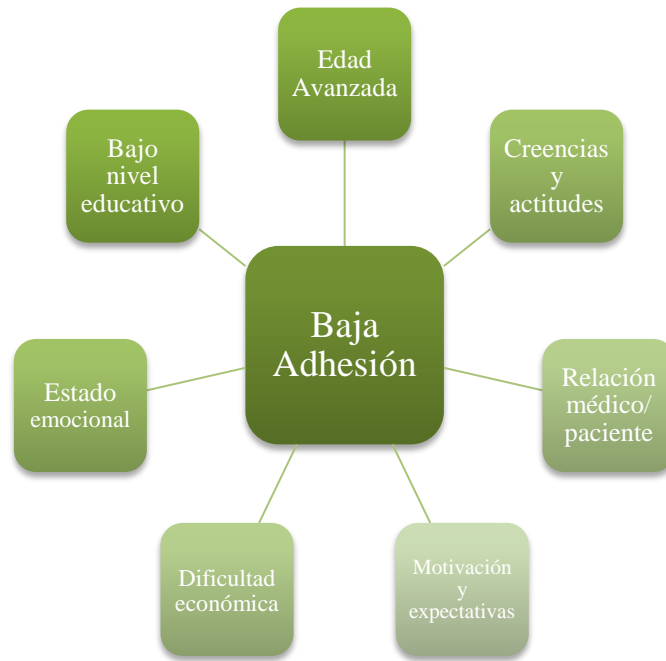 Edad
Avanzada
Creencias
y
actitudes
Relación
médico/
paciente
Motivación
y
expectativas
Dificultad
económica
Estado
emocional
Bajo
nivel
educativo
Baja
Adhesión